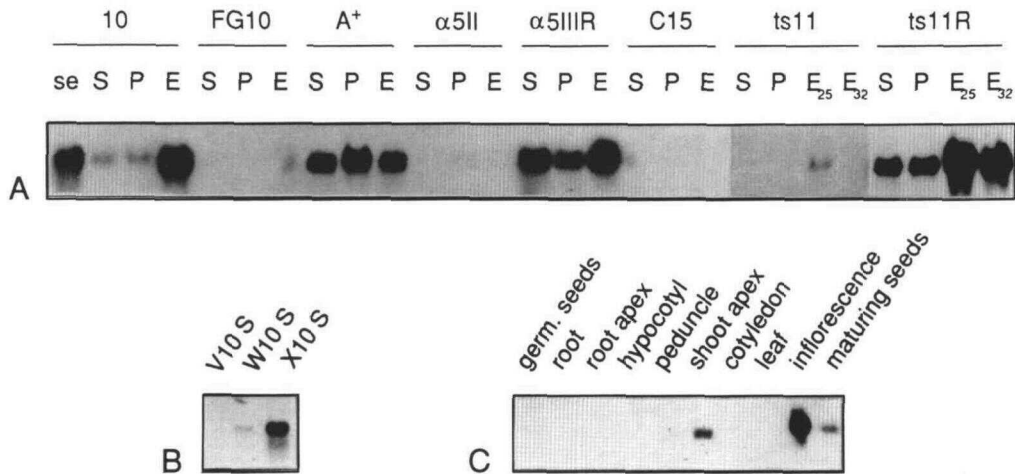 10 FG10 A⁺ α5II α5IIIR C15 ts11 ts11R
se S P E S P E S P E S P E S P E S P E S P E₂₅ E₃₂ S P E₂₅ E₃₂
A
V10 S
W10 S
X10 S
B
germ. seeds
root
root apex
hypocotyl
peduncle
shoot apex
cotyledon
leaf
inflorescence
maturing seeds
C